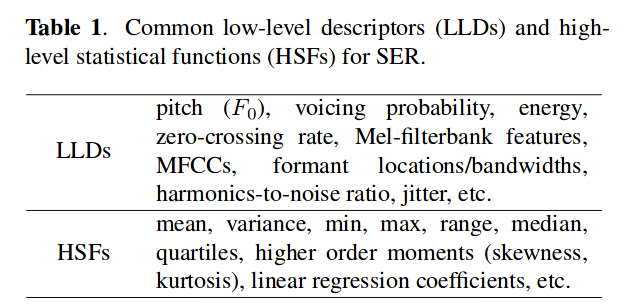 Table 1. Common low-level descriptors (LLDs) and high-
level statistical functions (HSFs) for SER.
LLDs
pitch (F0), voicing probability, energy,
zero-crossing rate, Mel-filterbank features,
MFCCs, formant locations/bandwidths,
harmonics-to-noise ratio, jitter, etc.
HSFs
mean, variance, min, max, range, median,
quartiles, higher order moments (skewness,
kurtosis), linear regression coefficients, etc.